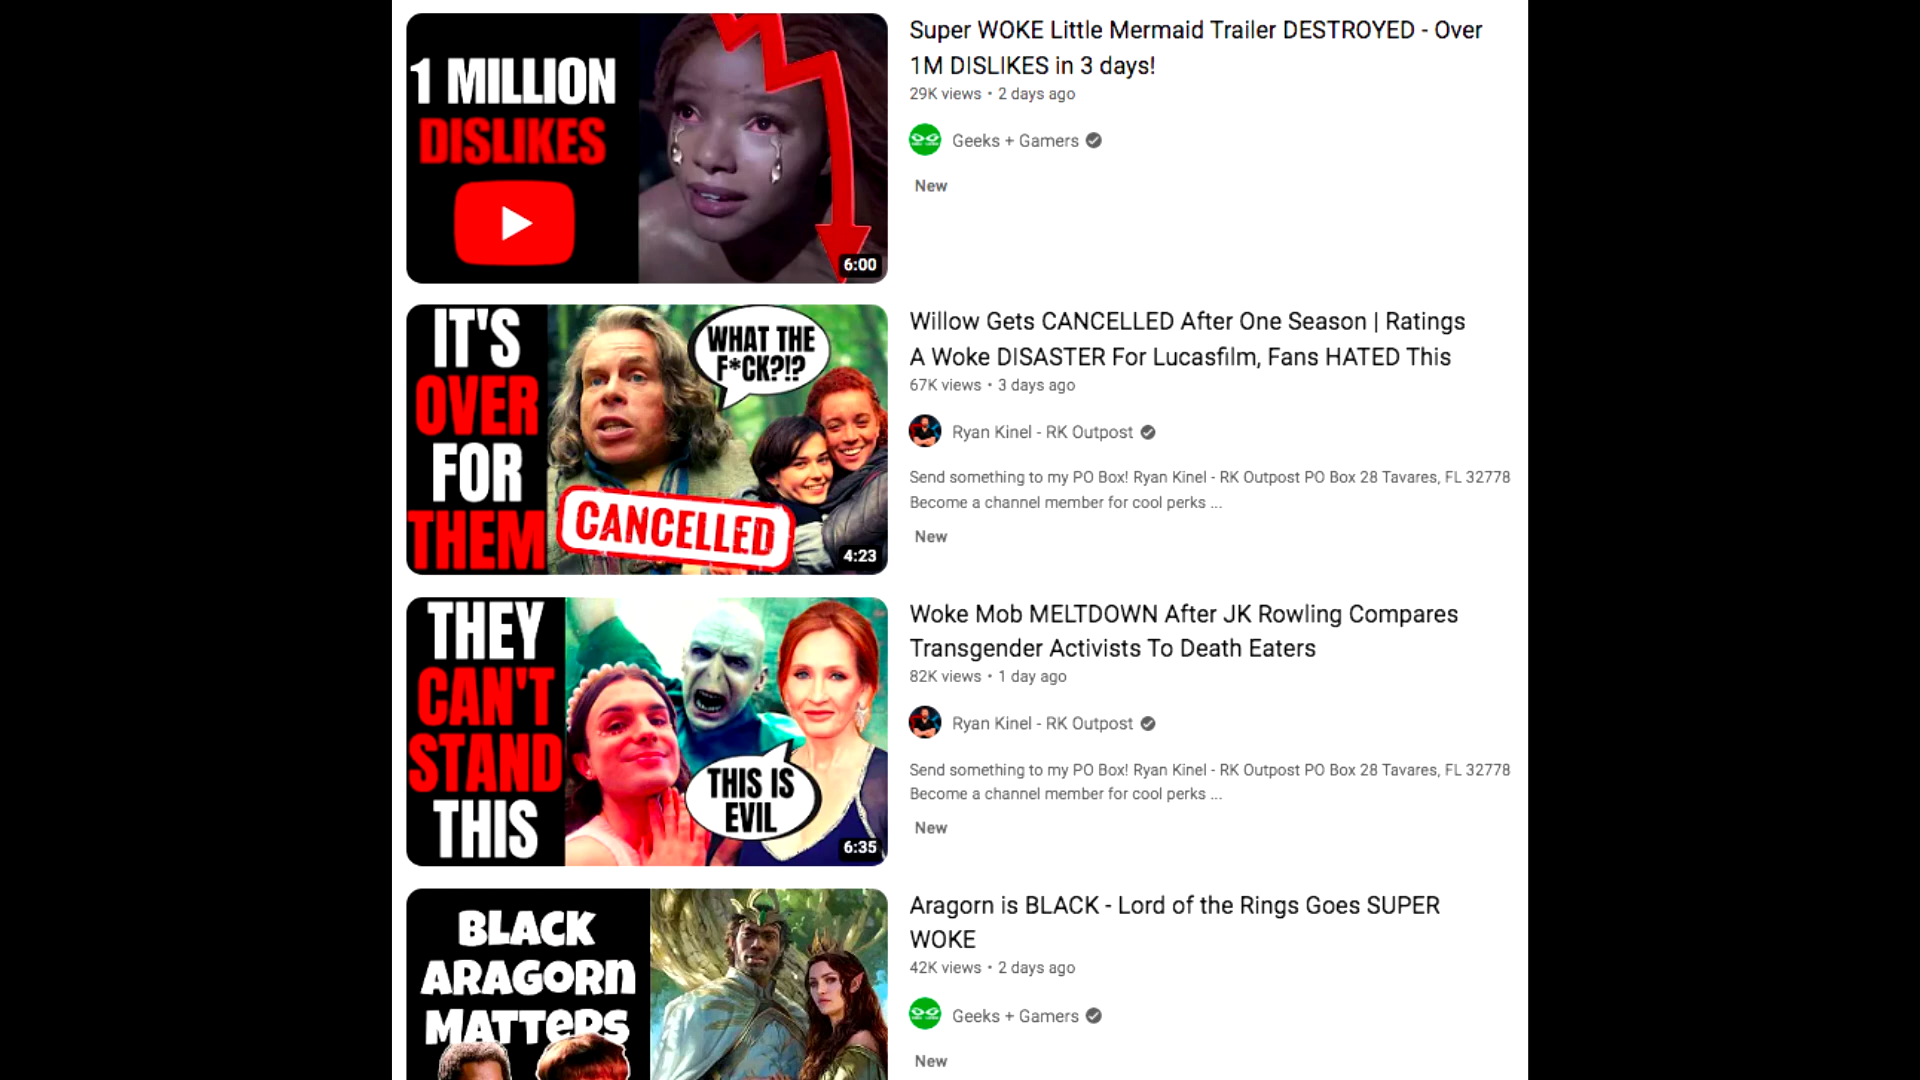 1 MILLION
DISLIKES
6:00
Super WOKE Little Mermaid Trailer DESTROYED - Over
1M DISLIKES in 3 days!
29K views • 2 days ago
Geeks + Gamers
New
IT'S
OVER
FOR
THEM
WHAT THE
F*CK?!?
CANCELLED
4:23
Willow Gets CANCELLED After One Season | Ratings
A Woke DISASTER For Lucasfilm, Fans HATED This
67K views • 3 days ago
Ryan Kinel - RK Outpost
Send something to my PO Box! Ryan Kinel - RK Outpost PO Box 28 Tavares, FL 32778
Become a channel member for cool perks ...
New
THEY
CAN'T
STAND
THIS
THIS IS
EVIL
6:35
Woke Mob MELTDOWN After JK Rowling Compares
Transgender Activists To Death Eaters
82K views • 1 day ago
Ryan Kinel - RK Outpost
Send something to my PO Box! Ryan Kinel - RK Outpost PO Box 28 Tavares, FL 32778
Become a channel member for cool perks ...
New
BLACK
ARAGORN
MATTERS
Aragorn is BLACK - Lord of the Rings Goes SUPER
WOKE
42K views • 2 days ago
Geeks + Gamers
New